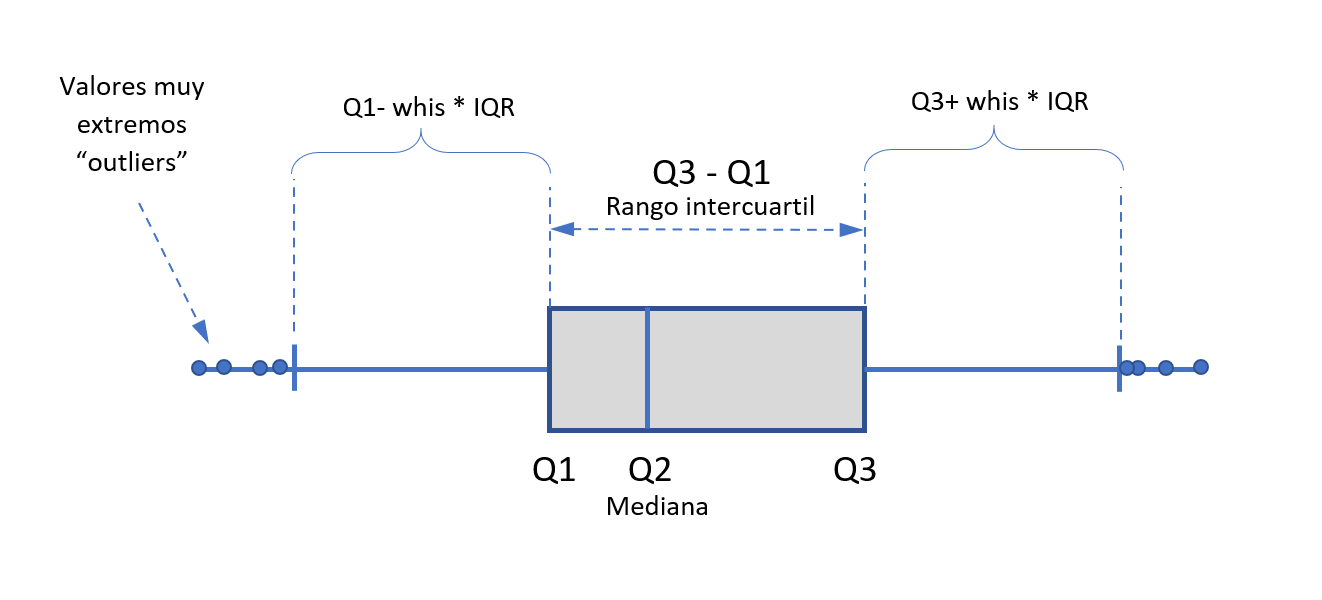 Valores muy
extremos
“outliers”
Q1- whis * IQR
Q3 - Q1
Rango intercuartil
Q3+ whis * IQR
Q1
Q2
Q3
Mediana